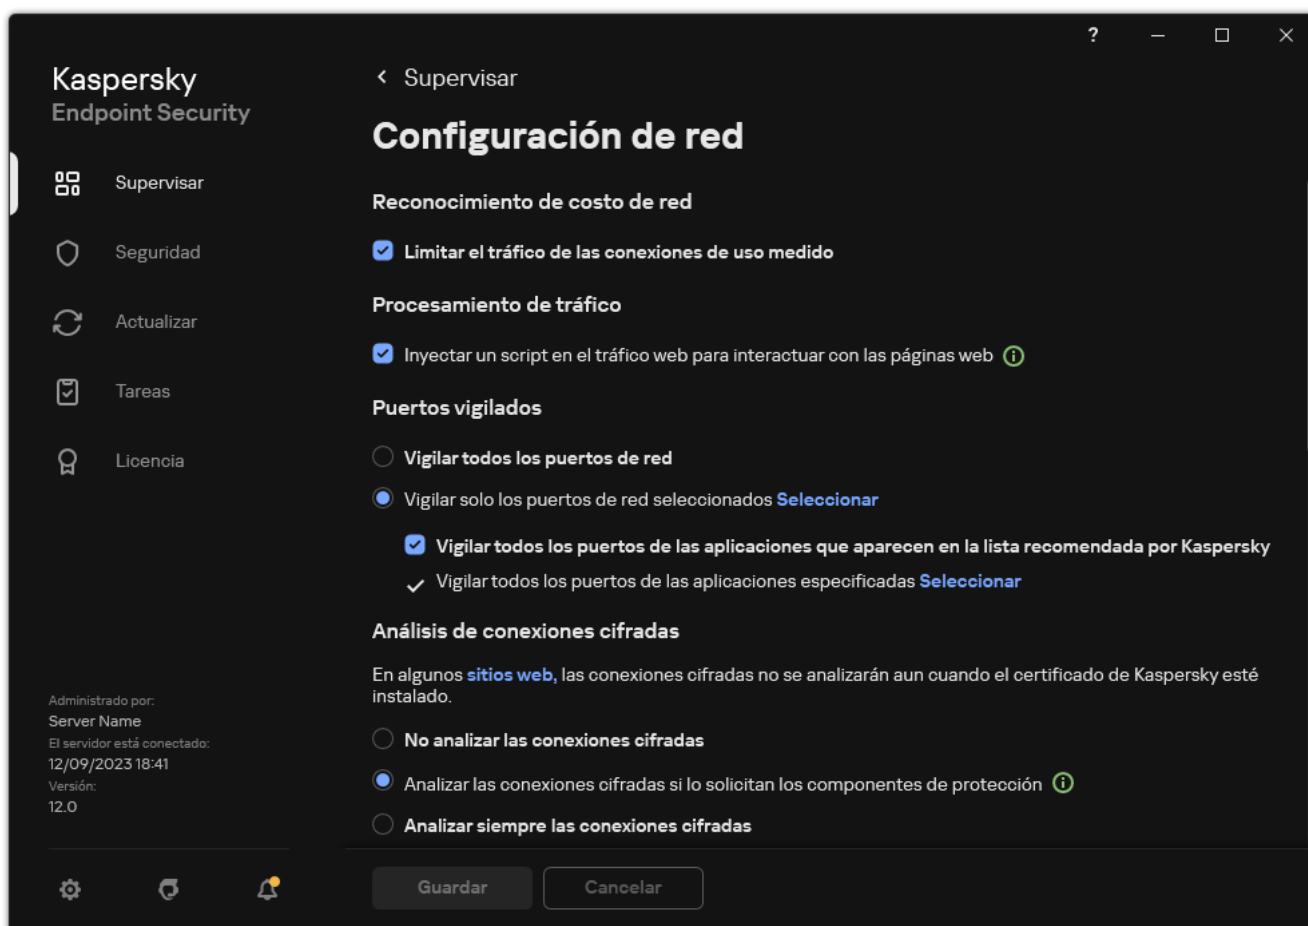 ?
Kaspersky
Endpoint Security
Supervisar
Seguridad
Actualizar
Tareas
Licencia
Administrado por:
Server Name
El servidor está conectado:
12/09/2023 18:41
Versión:
12.0
Supervisar
Configuración de red
Reconocimiento de costo de red
Limitar el tráfico de las conexiones de uso medido
Procesamiento de tráfico
Inyectar un script en el tráfico web para interactuar con las páginas web
Puertos vigilados
Vigilar todos los puertos de red
Vigilar solo los puertos de red seleccionados Seleccionar
Vigilar todos los puertos de las aplicaciones que aparecen en la lista recomendada por Kaspersky
Vigilar todos los puertos de las aplicaciones especificadas Seleccionar
Análisis de conexiones cifradas
En algunos sitios web, las conexiones cifradas no se analizarán aun cuando el certificado de Kaspersky esté
instalado.
No analizar las conexiones cifradas
Analizar las conexiones cifradas si lo solicitan los componentes de protección
Analizar siempre las conexiones cifradas
Guardar
Cancelar